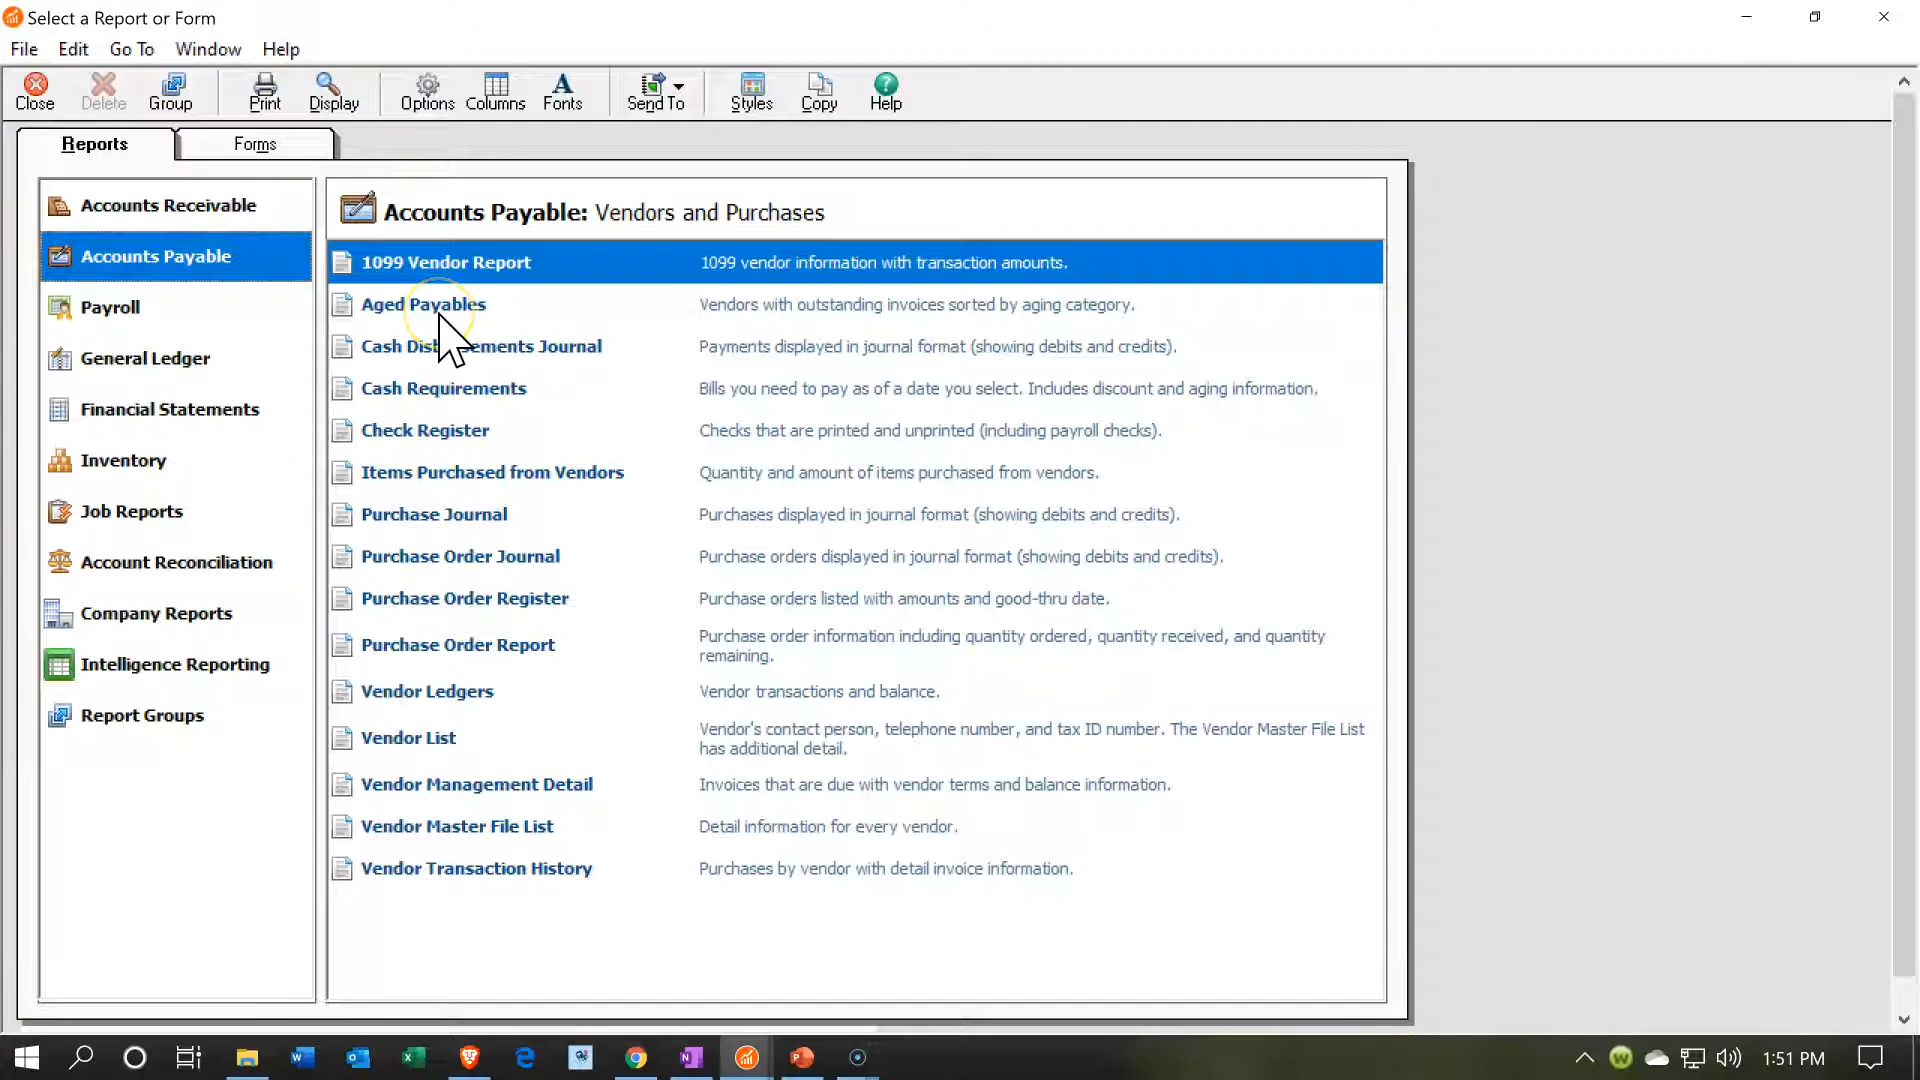 Select a Report or Form
File Edit Go To Window Help
Close Delete Group Print Display Options Columns Fonts Send To Styles Copy Help
Reports Forms
Accounts Receivable
Accounts Payable
Payroll
General Ledger
Financial Statements
Inventory
Job Reports
Account Reconciliation
Company Reports
Intelligence Reporting
Report Groups
Accounts Payable: Vendors and Purchases
1099 Vendor Report 1099 vendor information with transaction amounts.
Aged Payables Vendors with outstanding invoices sorted by aging category.
Cash Journal Payments displayed in journal format (showing debits and credits).
Cash Requirements Bills you need to pay as of a date you select. Includes discount and aging information.
Check Register Checks that are printed and unprinted (including payroll checks).
Items Purchased from Vendors Quantity and amount of items purchased from vendors.
Purchase Journal Purchases displayed in journal format (showing debits and credits).
Purchase Order Journal Purchase orders displayed in journal format (showing debits and credits).
Purchase Order Register Purchase orders listed with amounts and good-thru date.
Purchase Order Report Purchase order information including quantity ordered, quantity received, and quantity
remaining.
Vendor Ledgers Vendor transactions and balance.
Vendor List Vendor's contact person, telephone number, and tax ID number. The Vendor Master File List
has additional detail.
Vendor Management Detail Invoices that are due with vendor terms and balance information.
Vendor Master File List Detail information for every vendor.
Vendor Transaction History Purchases by vendor with detail invoice information.
1:51 PM